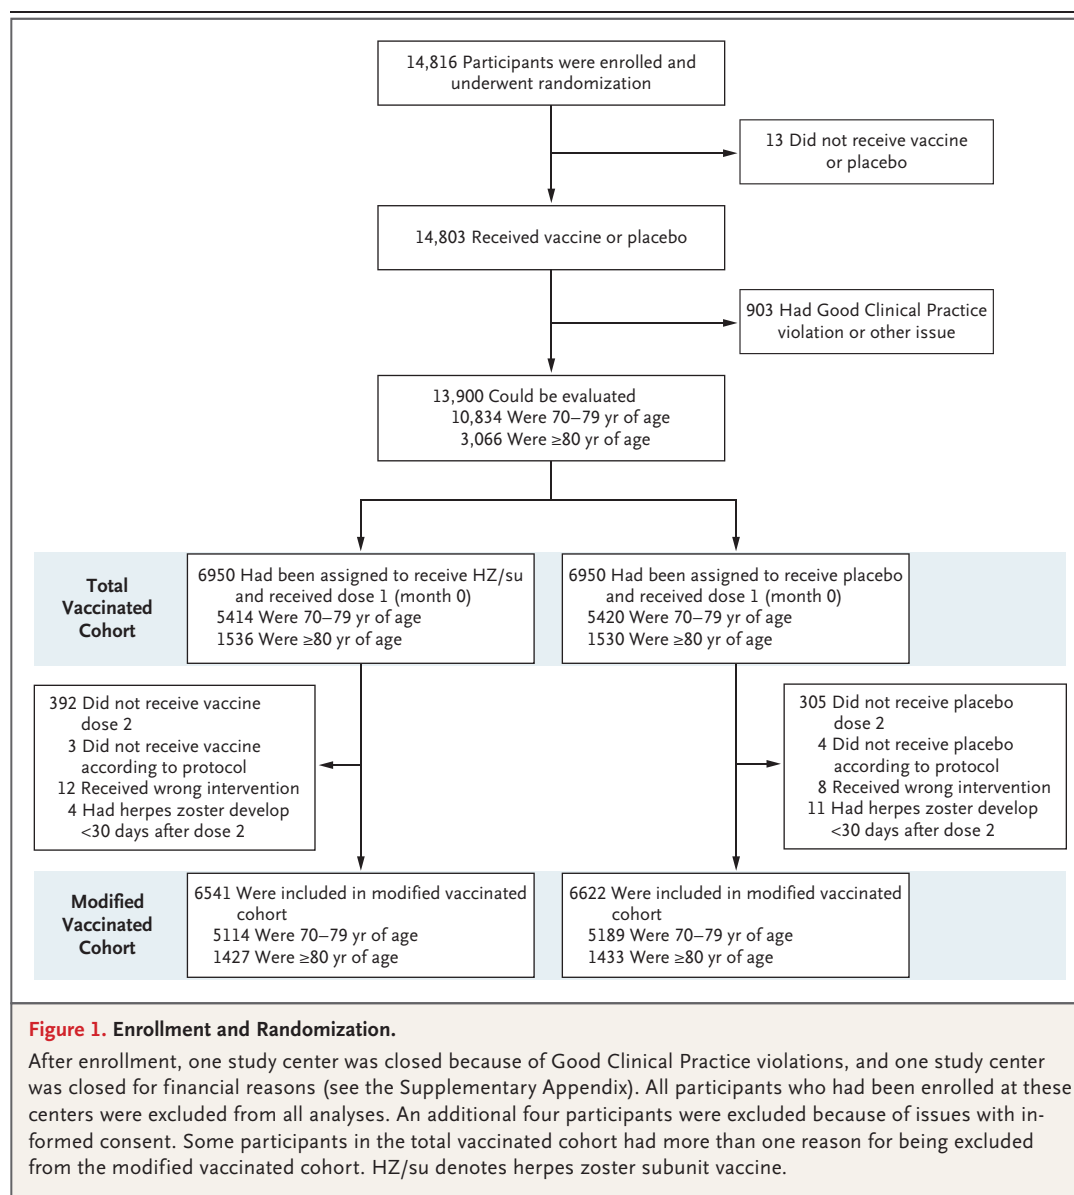 14,816 Participants were enrolled and
underwent randomization
13 Did not receive vaccine
or placebo
14,803 Received vaccine or placebo
903 Had Good Clinical Practice
violation or other issue
13,900 Could be evaluated
10,834 Were 70–79 yr of age
3,066 Were ≥80 yr of age
Total
Vaccinated
Cohort
6950 Had been assigned to receive HZ/su
and received dose 1 (month 0)
5414 Were 70–79 yr of age
1536 Were ≥80 yr of age
6950 Had been assigned to receive placebo
and received dose 1 (month 0)
5420 Were 70–79 yr of age
1530 Were ≥80 yr of age
392 Did not receive vaccine
dose 2
3 Did not receive vaccine
according to protocol
12 Received wrong intervention
4 Had herpes zoster develop
<30 days after dose 2
305 Did not receive placebo
dose 2
4 Did not receive placebo
according to protocol
8 Received wrong intervention
11 Had herpes zoster develop
<30 days after dose 2
Modified
Vaccinated
Cohort
6541 Were included in modified vaccinated
cohort
5114 Were 70–79 yr of age
1427 Were ≥80 yr of age
6622 Were included in modified vaccinated
cohort
5189 Were 70–79 yr of age
1433 Were ≥80 yr of age
Figure 1. Enrollment and Randomization.
After enrollment, one study center was closed because of Good Clinical Practice violations, and one study center
was closed for financial reasons (see the Supplementary Appendix). All participants who had been enrolled at these
centers were excluded from all analyses. An additional four participants were excluded because of issues with in-
formed consent. Some participants in the total vaccinated cohort had more than one reason for being excluded
from the modified vaccinated cohort. HZ/su denotes herpes zoster subunit vaccine.